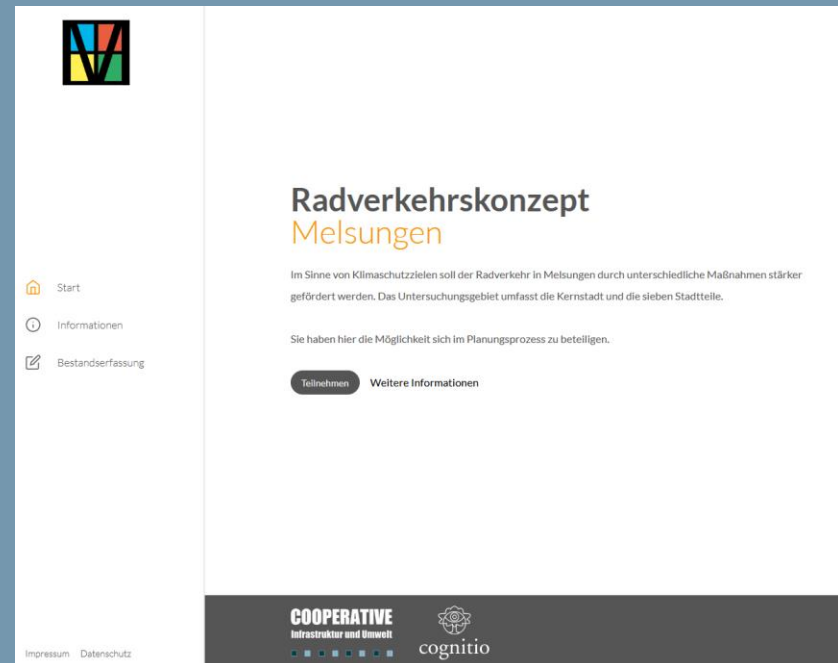 Start
Informationen
Bestandserfassung
Impressum Datenschutz
Radverkehrskonzept
Melsungen
Im Sinne von Klimaschutzzielen soll der Radverkehr in Melsungen durch unterschiedliche Maßnahmen stärker
gefördert werden. Das Untersuchungsgebiet umfasst die Kernstadt und die sieben Stadtteile.
Sie haben hier die Möglichkeit sich im Planungsprozess zu beteiligen.
Teilnehmen Weitere Informationen
COOPERATIVE
Infrastruktur und Umwelt
cognitio